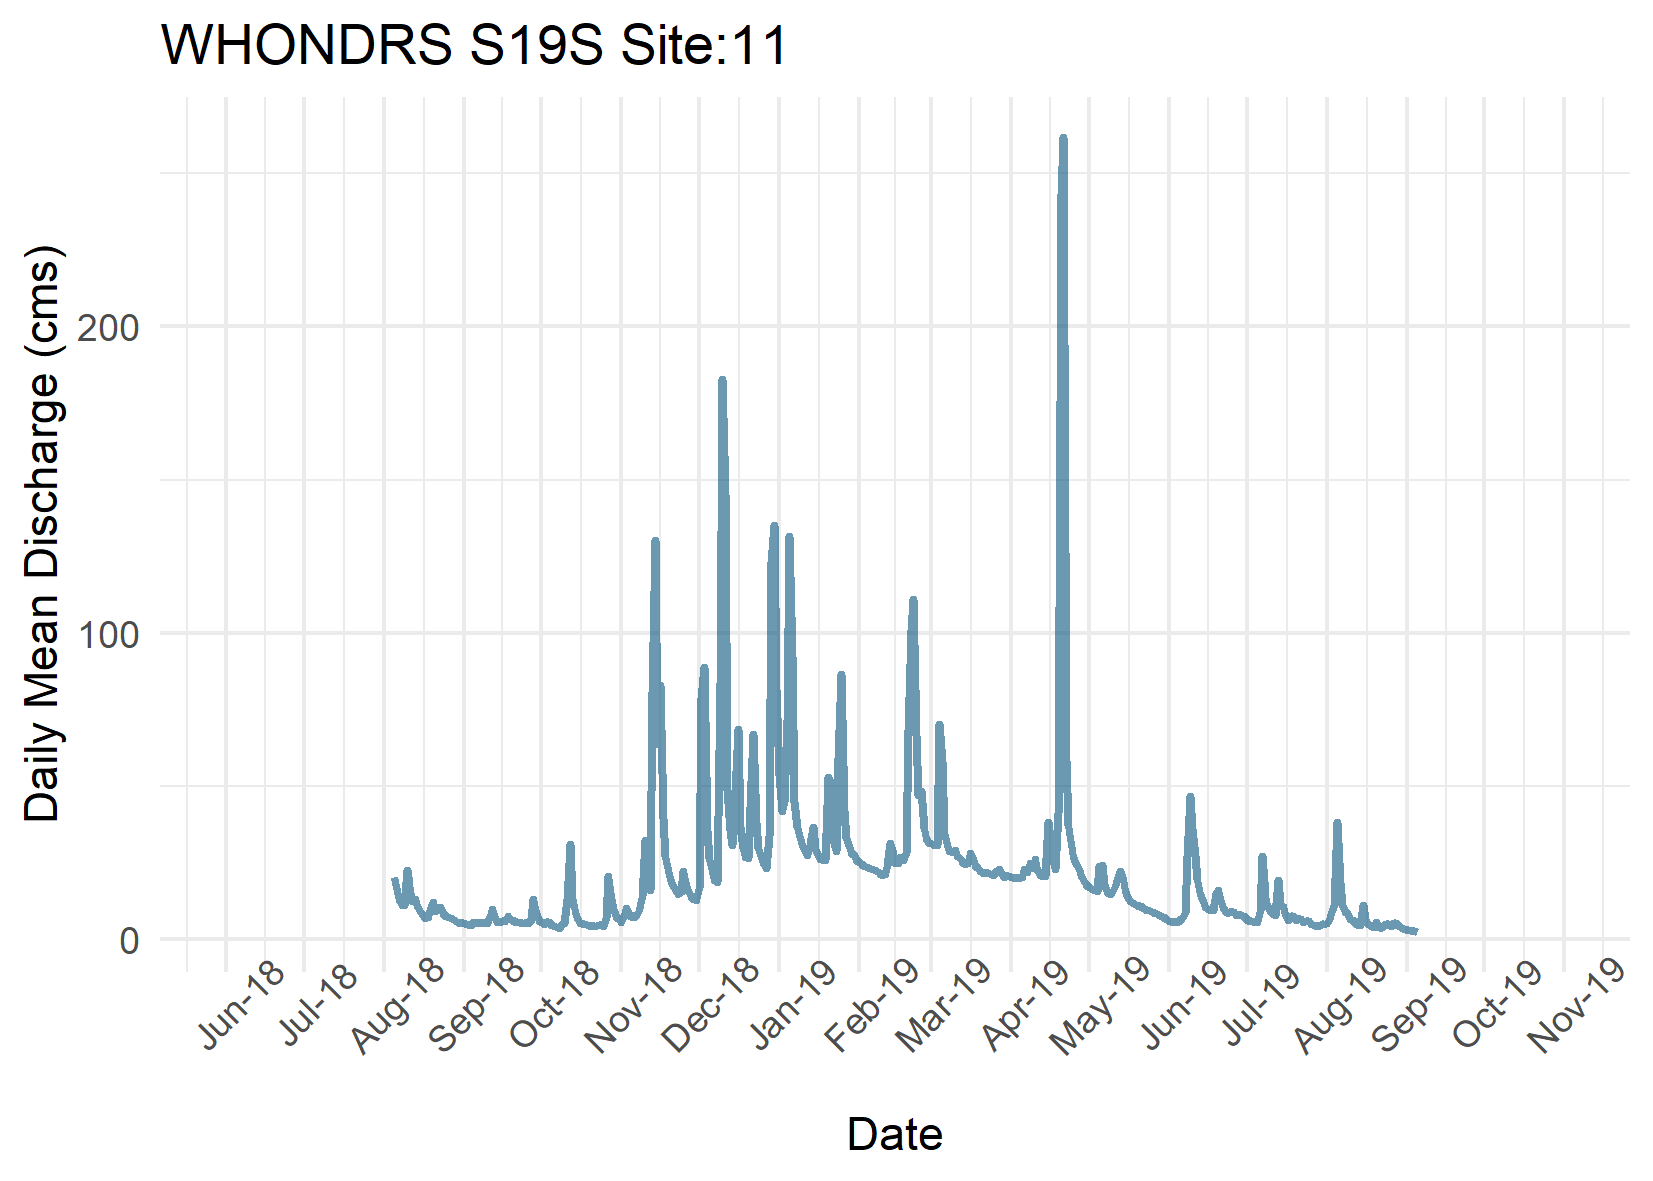 WHONDRS S19S Site:11
Daily Mean Discharge (cms)
200
100
0
Jun-18 Jul-18 Aug-18 Sep-18 Oct-18 Nov-18 Dec-18 Jan-19 Feb-19 Mar-19 Apr-19 May-19 Jun-19 Jul-19 Aug-19 Sep-19 Oct-19 Nov-19
Date